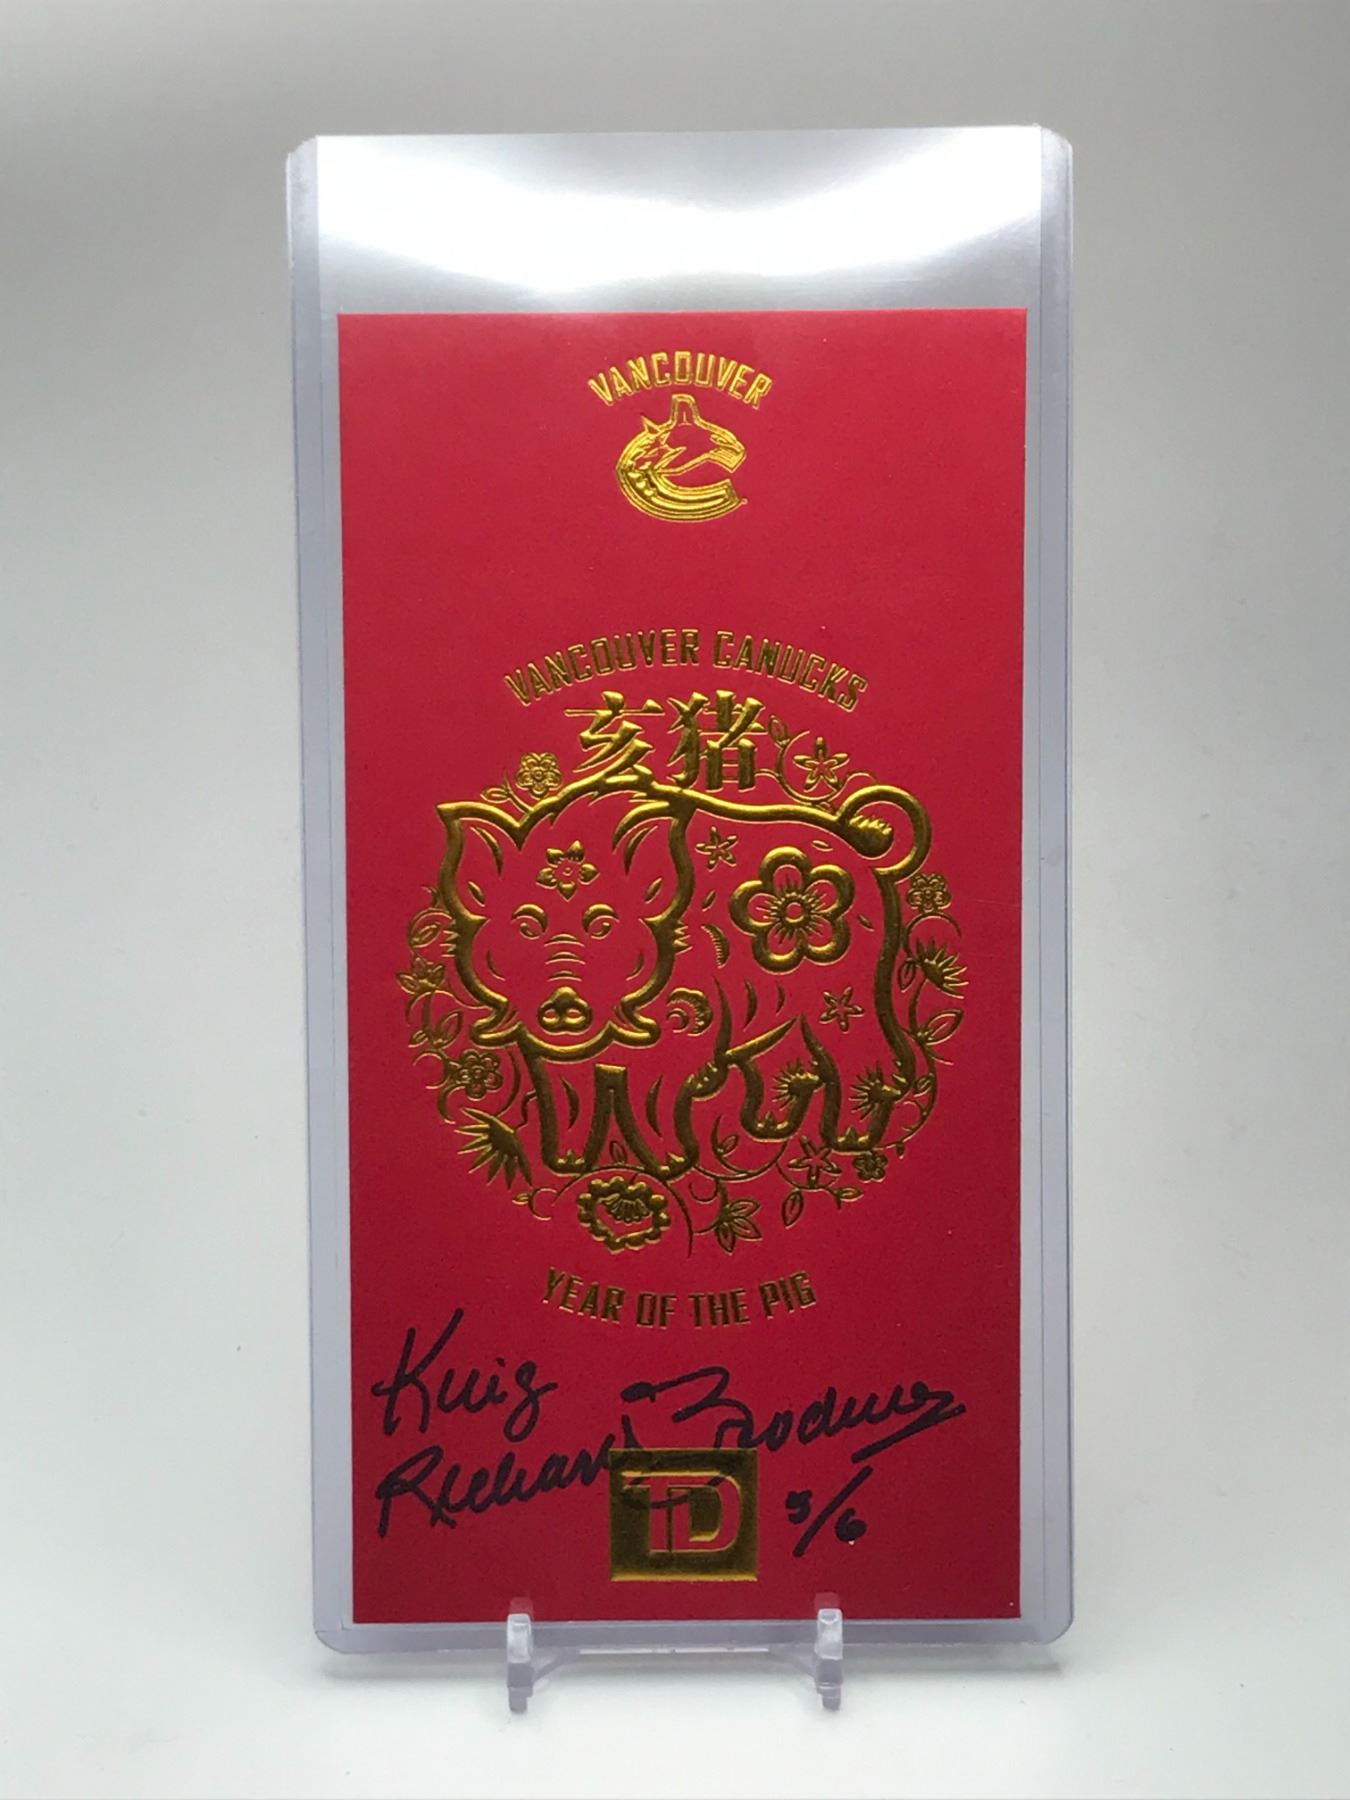 VANCOUVER
VANCOUVER CANUCKS
亥猪
YEAR OF THE PIG
King
Richard Brodeur
TD
5/6